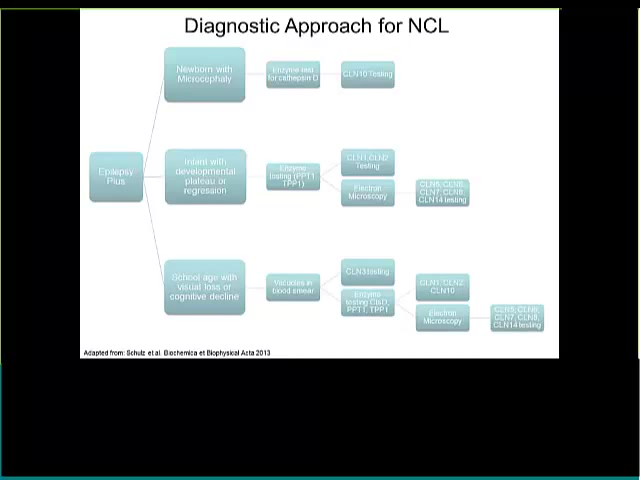 Diagnostic Approach for NCL
Newborn with
Microcephaly
Enzyme test
for cathepsin D
CLN10 Testing
Epilepsy
Plus
Infant with
developmental
plateau or
regression
Enzyme
testing (PPT1,
TPP1)
CLN1,CLN2
Testing
Electron
Microscopy
CLN5, CLN6,
CLN7, CLN8,
CLN14 testing
School age with
visual loss or
cognitive decline
Vacuoles in
blood smear
CLN3 testing
Enzyme
testing CtsD,
PPT1, TPP1
CLN1, CLN2,
CLN10
Electron
Microscopy
CLN5, CLN6,
CLN7, CLN8,
CLN14 testing
Adapted from: Schulz et al. Biochemica et Biophysical Acta 2013